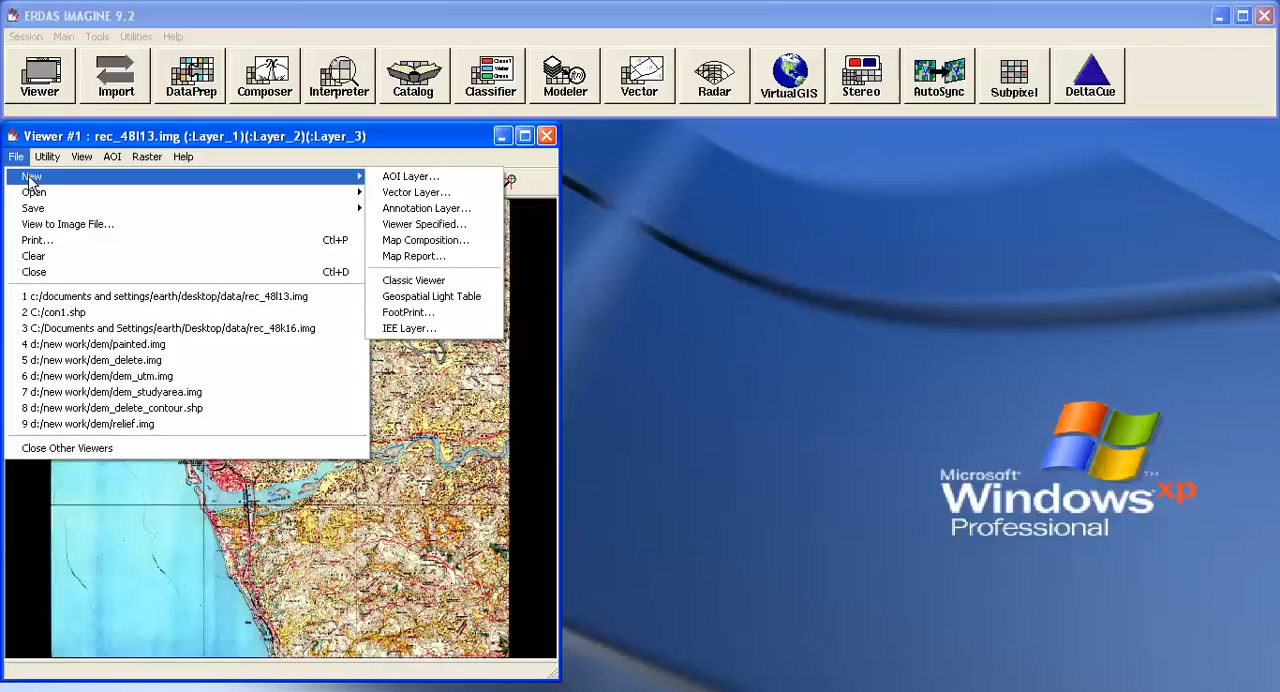 ERDAS IMAGINE 9.2
Session Main Tools Utilities Help
Viewer Import DataPrep Composer Interpreter Catalog Classifier Modeler Vector Radar VirtualGIS Stereo AutoSync Subpixel DeltaCue
Viewer #1 : rec_48l13.img (:Layer_1)(:Layer_2)(:Layer_3)
File Utility View AOI Raster Help
New
Open
Save
View to Image File...
Print... Ctl+P
Clear
Close Ctl+D
1 c:/documents and settings/earth/desktop/data/rec_48l13.img
2 C:/con1.shp
3 C:/Documents and Settings/earth/Desktop/data/rec_48k16.img
4 d:/new work/dem/painted.img
5 d:/new work/dem_delete.img
6 d:/new work/dem/dem_utm.img
7 d:/new work/dem/dem_studyarea.img
8 d:/new work/dem_delete_contour.shp
9 d:/new work/dem/relief.img
Close Other Viewers
AOI Layer...
Vector Layer...
Annotation Layer...
Viewer Specified...
Map Composition...
Map Report...
Classic Viewer
Geospatial Light Table
FootPrint...
IEE Layer...
Microsoft
Windows xp
Professional